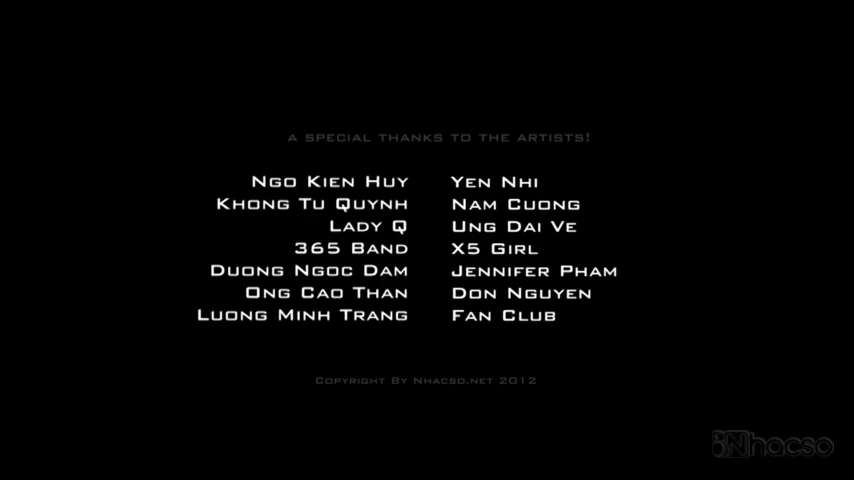 A SPECIAL THANKS TO THE ARTISTS!
NGO KIEN HUY YEN NHI
KHONG TU QUYNH NAM CUONG
LADY Q UNG DAI VE
365 BAND X5 GIRL
DUONG NGOC DAM JENNIFER PHAM
ONG CAO THAN DON NGUYEN
LUONG MINH TRANG FAN CLUB
COPYRIGHT BY NHACSO.NET 2012
Nhacso